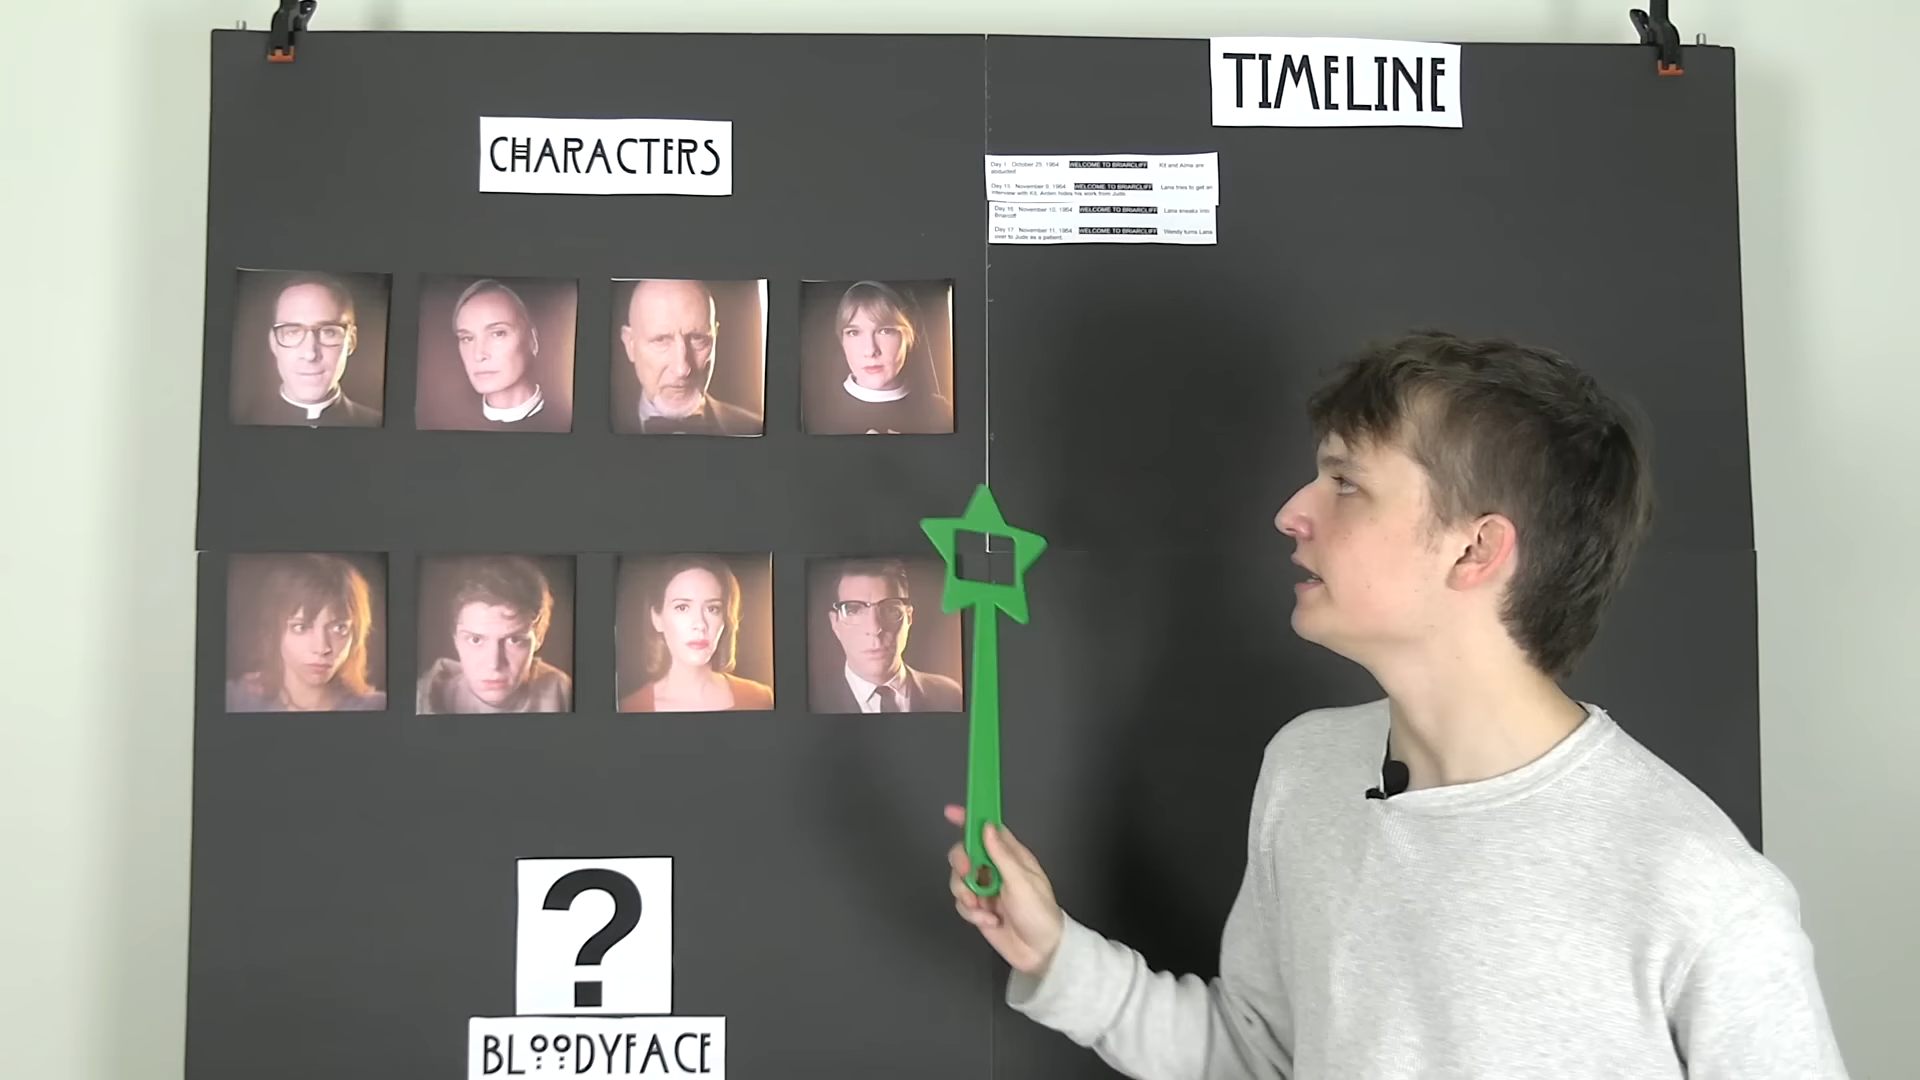 CHARACTERS
TIMELINE
Day 1 October 25, 1964 WELCOME TO BRIARCLIFF Kit and Alma are
abducted
Day 15 November 9, 1964 WELCOME TO BRIARCLIFF Lana tries to get an
interview with Kit, Arden hides his work from Jude.
Day 16 November 10, 1964 WELCOME TO BRIARCLIFF Lana sneaks into
Briarcliff
Day 17 November 11, 1964 WELCOME TO BRIARCLIFF Wendy turns Lana
over to Jude as a patient.
?
BLOODYFACE